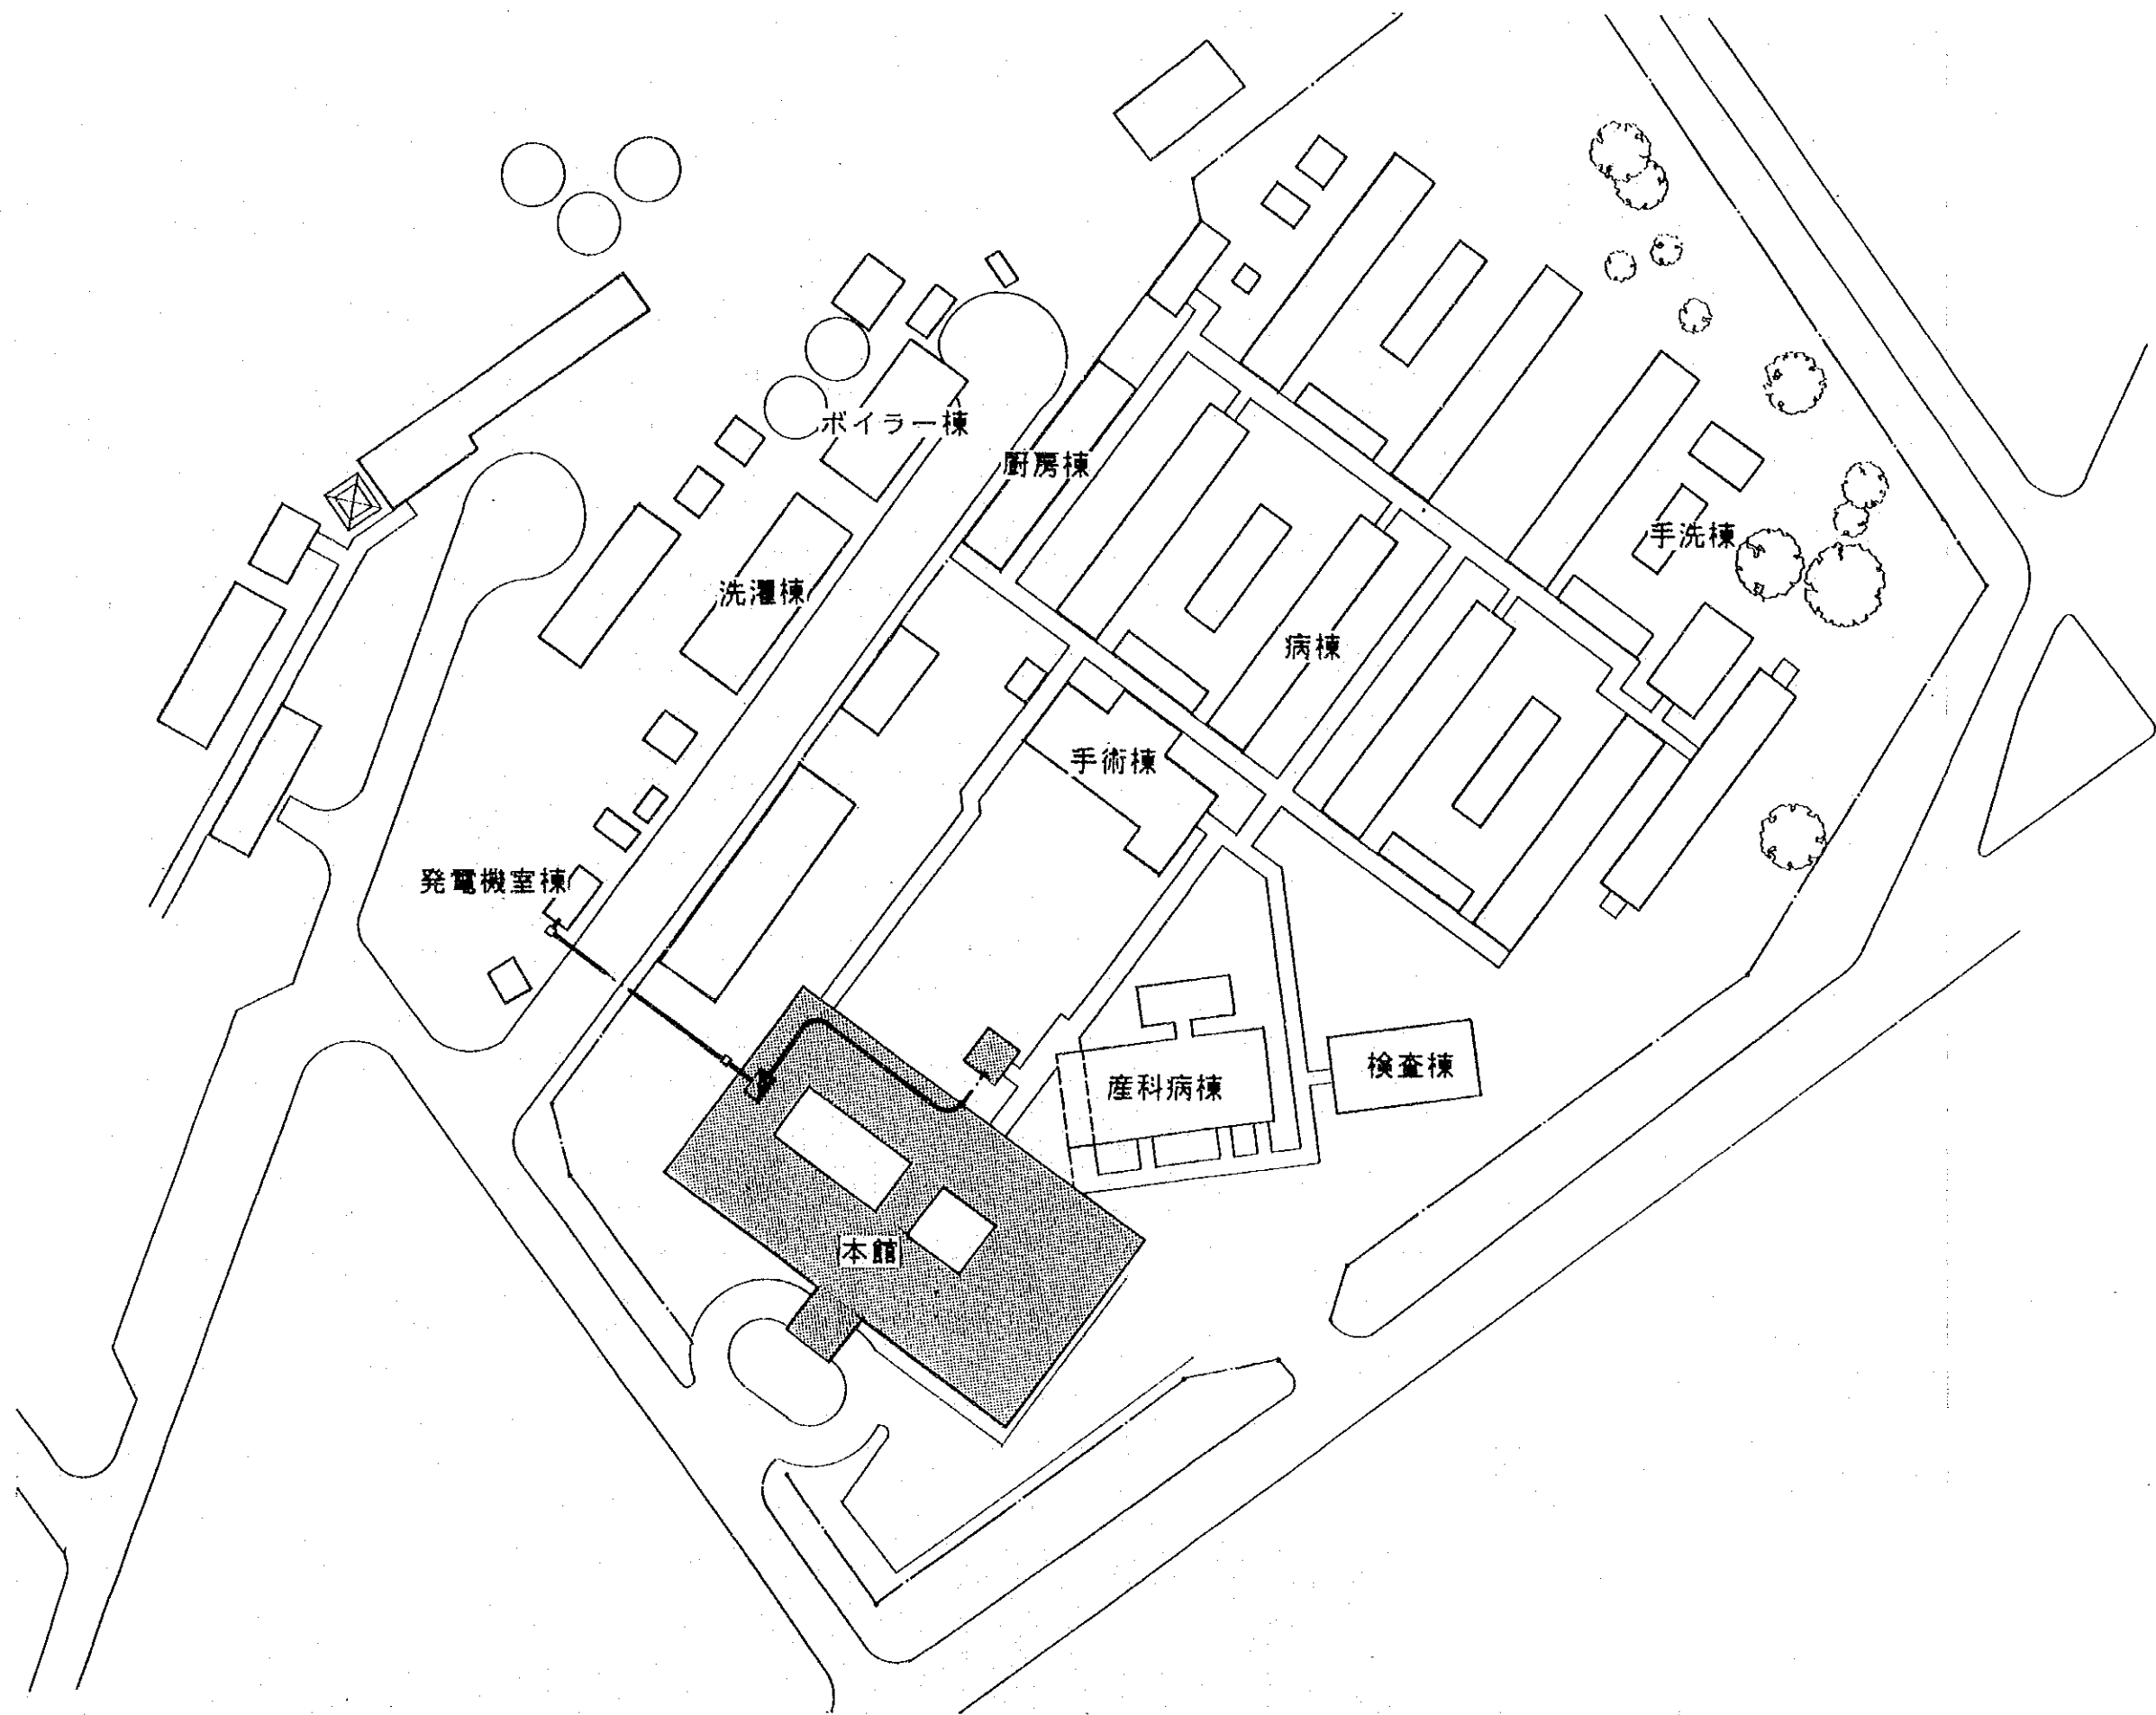 ボイラー棟
厨房棟
手洗棟
洗濯棟
病棟
手術棟
発電機室棟
検査棟
産科病棟
本館